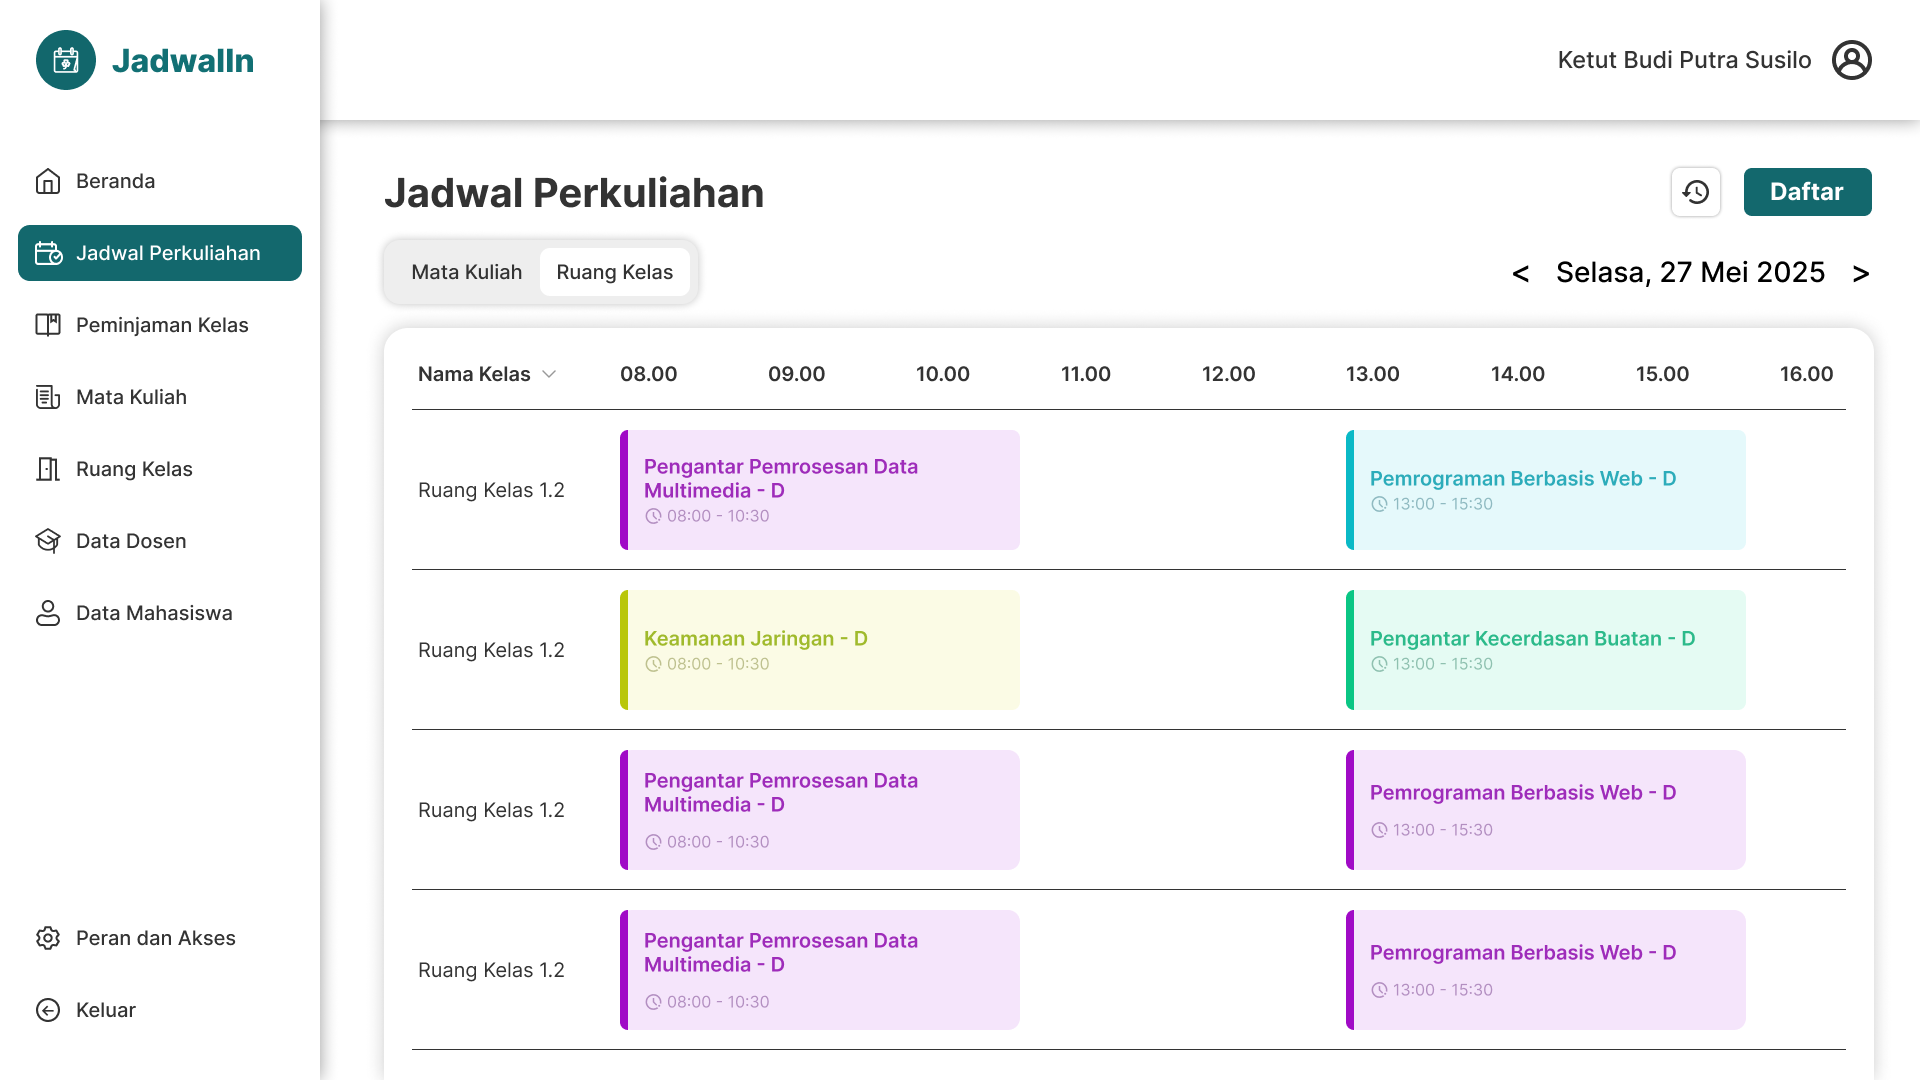 JadwalIn
Ketut Budi Putra Susilo
Beranda
Jadwal Perkuliahan
Peminjaman Kelas
Mata Kuliah
Ruang Kelas
Data Dosen
Data Mahasiswa
Peran dan Akses
Keluar
Jadwal Perkuliahan
Daftar
Mata Kuliah Ruang Kelas
< Selasa, 27 Mei 2025 >
Nama Kelas 08.00 09.00 10.00 11.00 12.00 13.00 14.00 15.00 16.00
Ruang Kelas 1.2
Pengantar Pemrosesan Data
Multimedia - D
08:00 - 10:30
Pemrograman Berbasis Web - D
13:00 - 15:30
Ruang Kelas 1.2
Keamanan Jaringan - D
08:00 - 10:30
Pengantar Kecerdasan Buatan - D
13:00 - 15:30
Ruang Kelas 1.2
Pengantar Pemrosesan Data
Multimedia - D
08:00 - 10:30
Pemrograman Berbasis Web - D
13:00 - 15:30
Ruang Kelas 1.2
Pengantar Pemrosesan Data
Multimedia - D
08:00 - 10:30
Pemrograman Berbasis Web - D
13:00 - 15:30